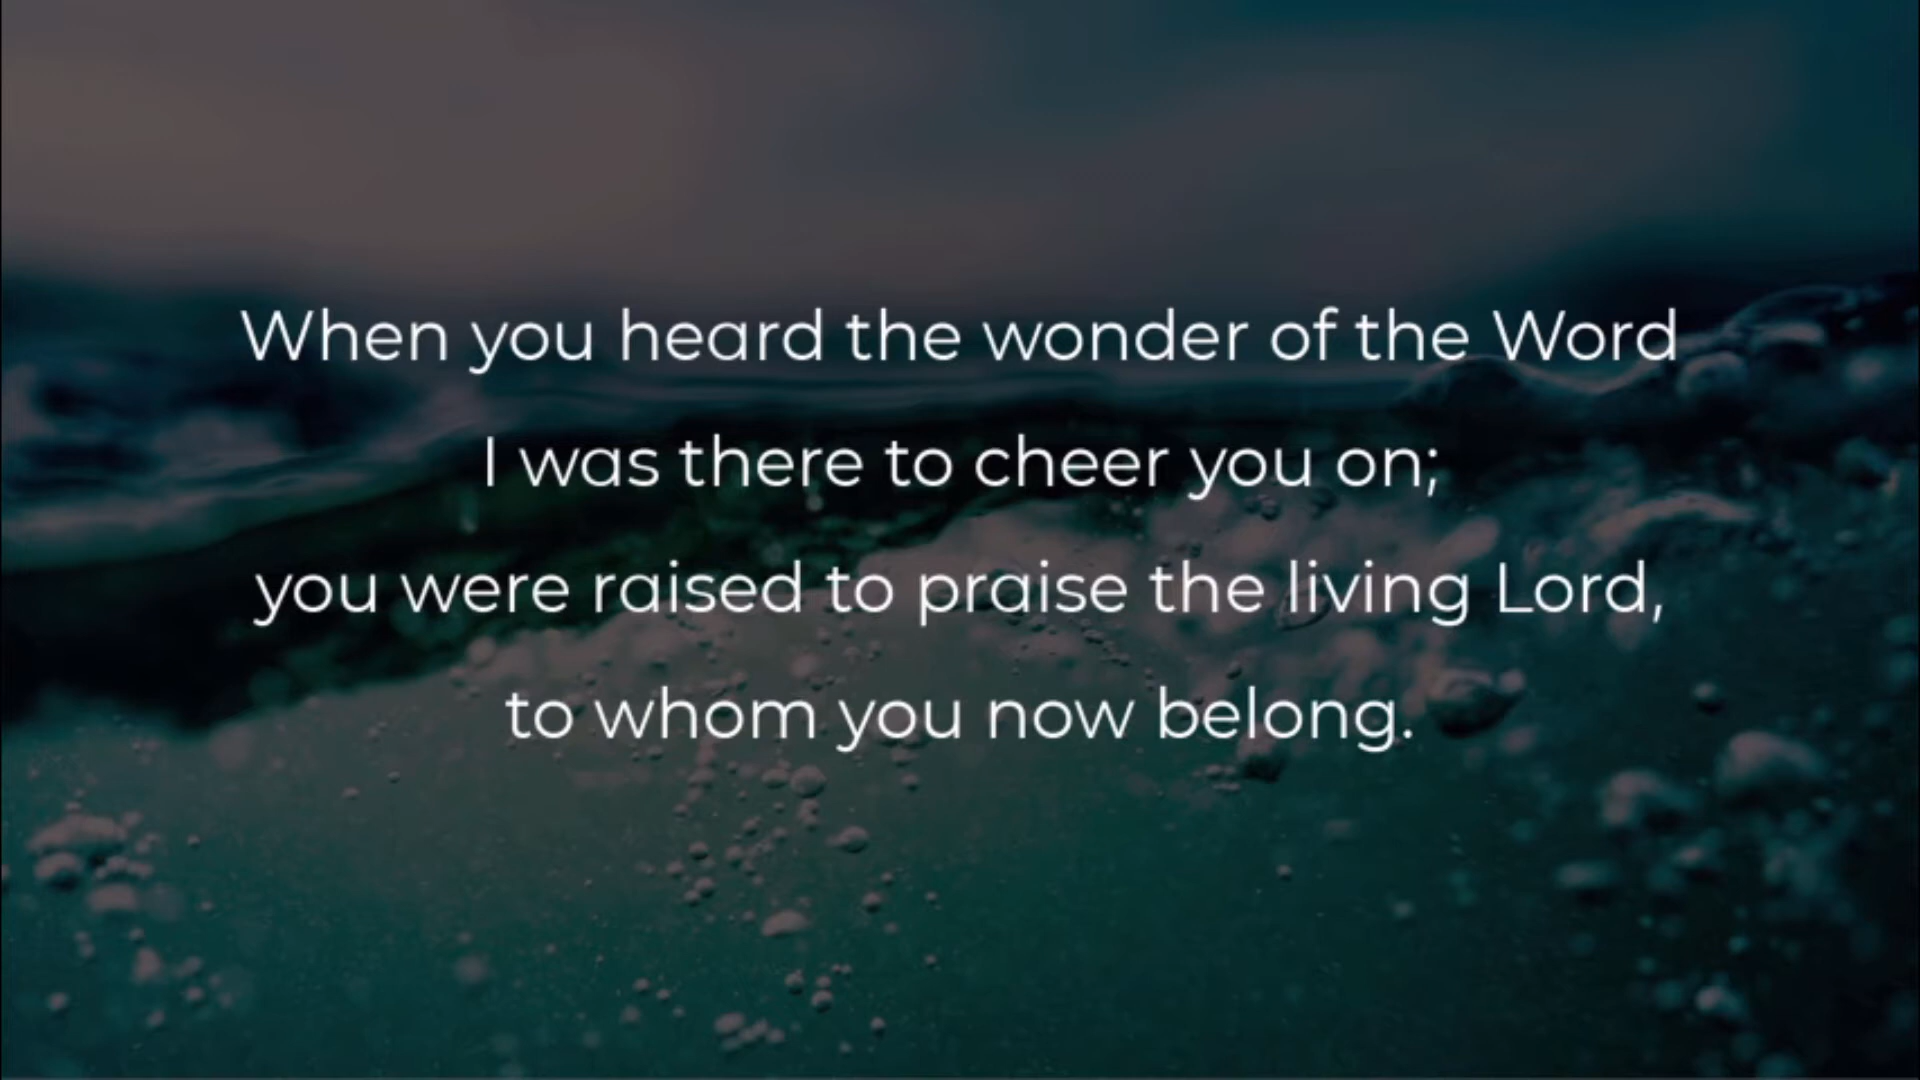 When you heard the wonder of the Word
I was there to cheer you on;
you were raised to praise the living Lord,
to whom you now belong.